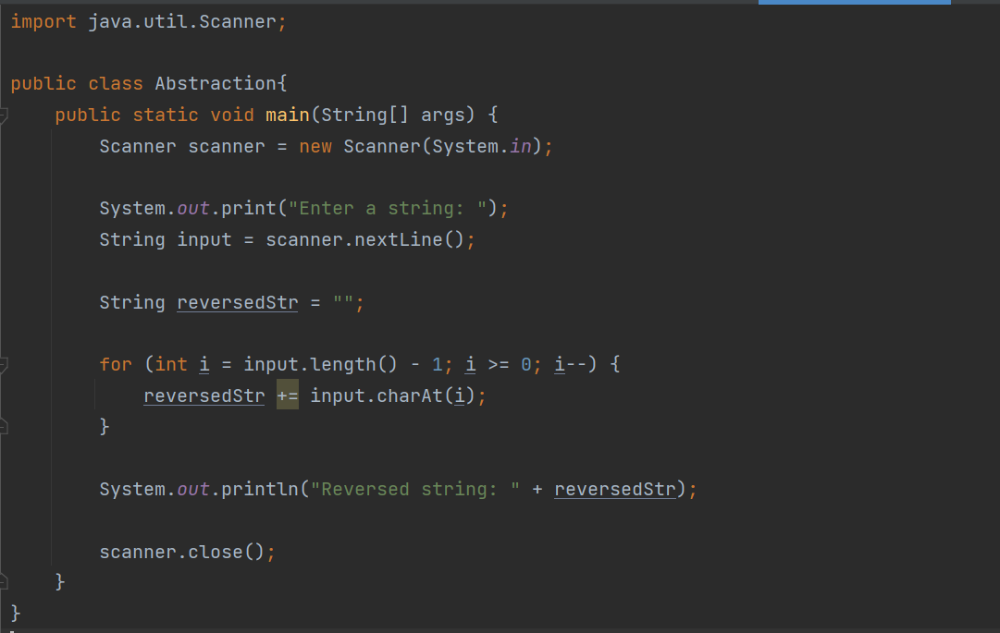 import java.util.Scanner;
public class Abstraction{
public static void main(String[] args) {
Scanner scanner = new Scanner(System.in);
System.out.print("Enter a string: ");
String input = scanner.nextLine();
String reversedStr = "";
for (int i = input.length() - 1; i >= 0; i--) {
reversedStr += input.charAt(i);
}
System.out.println("Reversed string: " + reversedStr);
scanner.close();
}
}